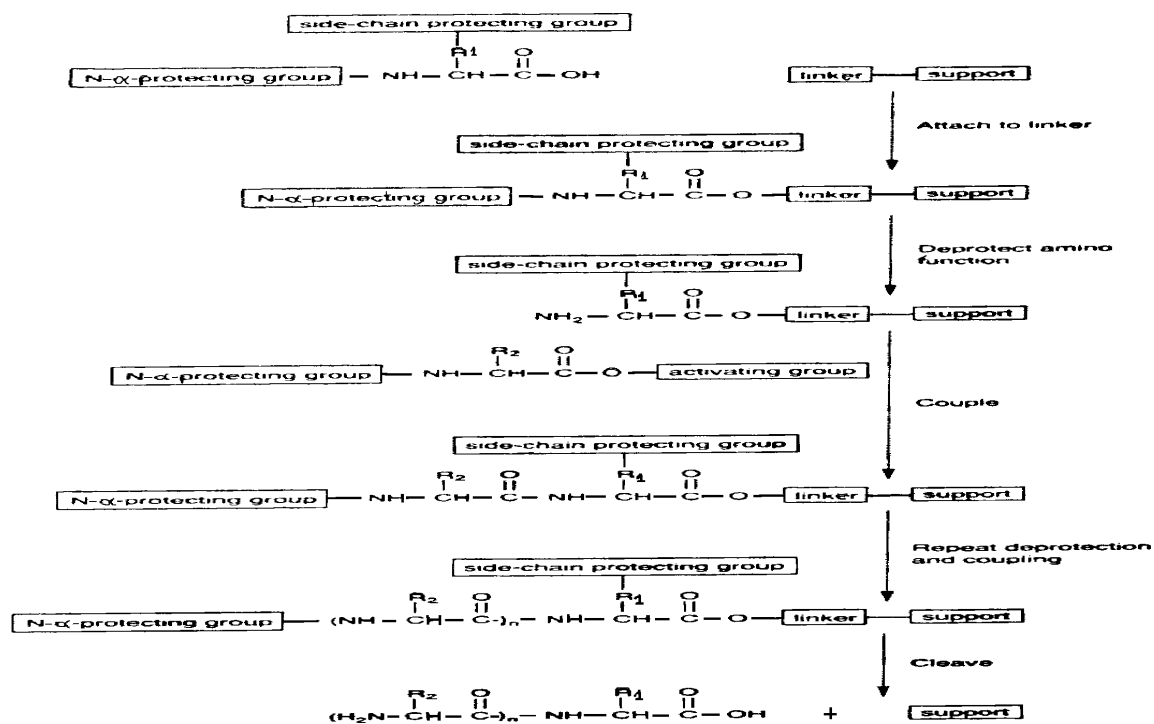 side-chain protecting group
R1 O
N-α-protecting group — NH — CH — C — OH linker support
Attach to linker
side-chain protecting group
R1 O
N-α-protecting group — NH — CH — C — O — linker support
Deprotect amino
function
side-chain protecting group
R1 O
NH2 — CH — C — O — linker support
R2 O
N-α-protecting group — NH — CH — C — O — activating group
Couple
side-chain protecting group
R2 O R1 O
N-α-protecting group — NH — CH — C — NH — CH — C — O — linker support
Repeat deprotection
and coupling
side-chain protecting group
R2 O R1 O
N-α-protecting group — (NH — CH — C-)n — NH — CH — C — O — linker support
Cleave
R2 O R1 O
(H2N — CH — C-)n — NH — CH — C — OH + support